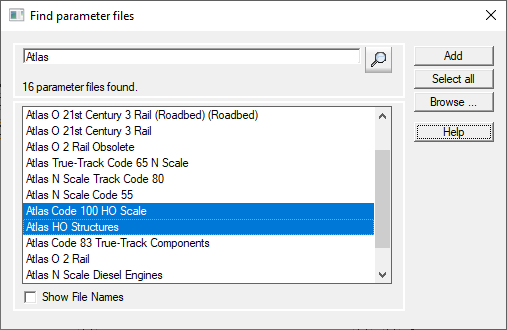 Find parameter files
Atlas
16 parameter files found.
Atlas O 21st Century 3 Rail (Roadbed) (Roadbed)
Atlas O 21st Century 3 Rail
Atlas O 2 Rail Obsolete
Atlas True-Track Code 65 N Scale
Atlas N Scale Track Code 80
Atlas N Scale Code 55
Atlas Code 100 HO Scale
Atlas HO Structures
Atlas Code 83 True-Track Components
Atlas O 2 Rail
Atlas N Scale Diesel Engines
Show File Names
Add
Select all
Browse ...
Help